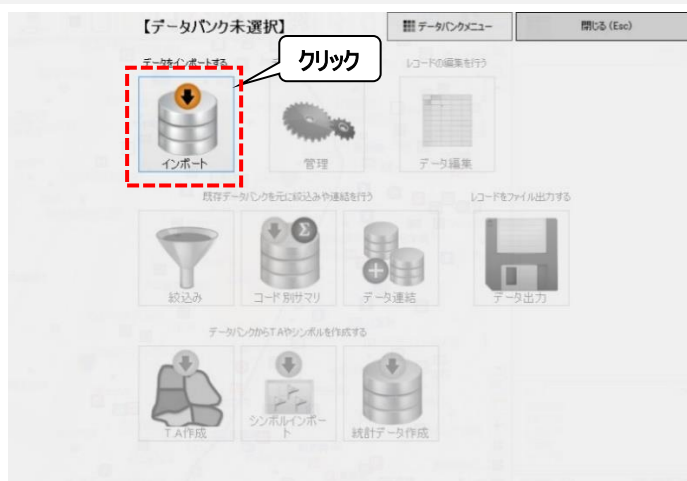 【データバンク未選択】
データバンクメニュー
閉じる (Esc)
データをインポートする
クリック
レコードの編集を行う
インポート
管理
データ編集
既存データバンクを元に絞込みや連結を行う
レコードをファイル出力する
絞込み
コード別サマリ
データ連結
データ出力
データバンクからT.Aやシンボルを作成する
T.A作成
シンボルインポー
ト
統計データ作成